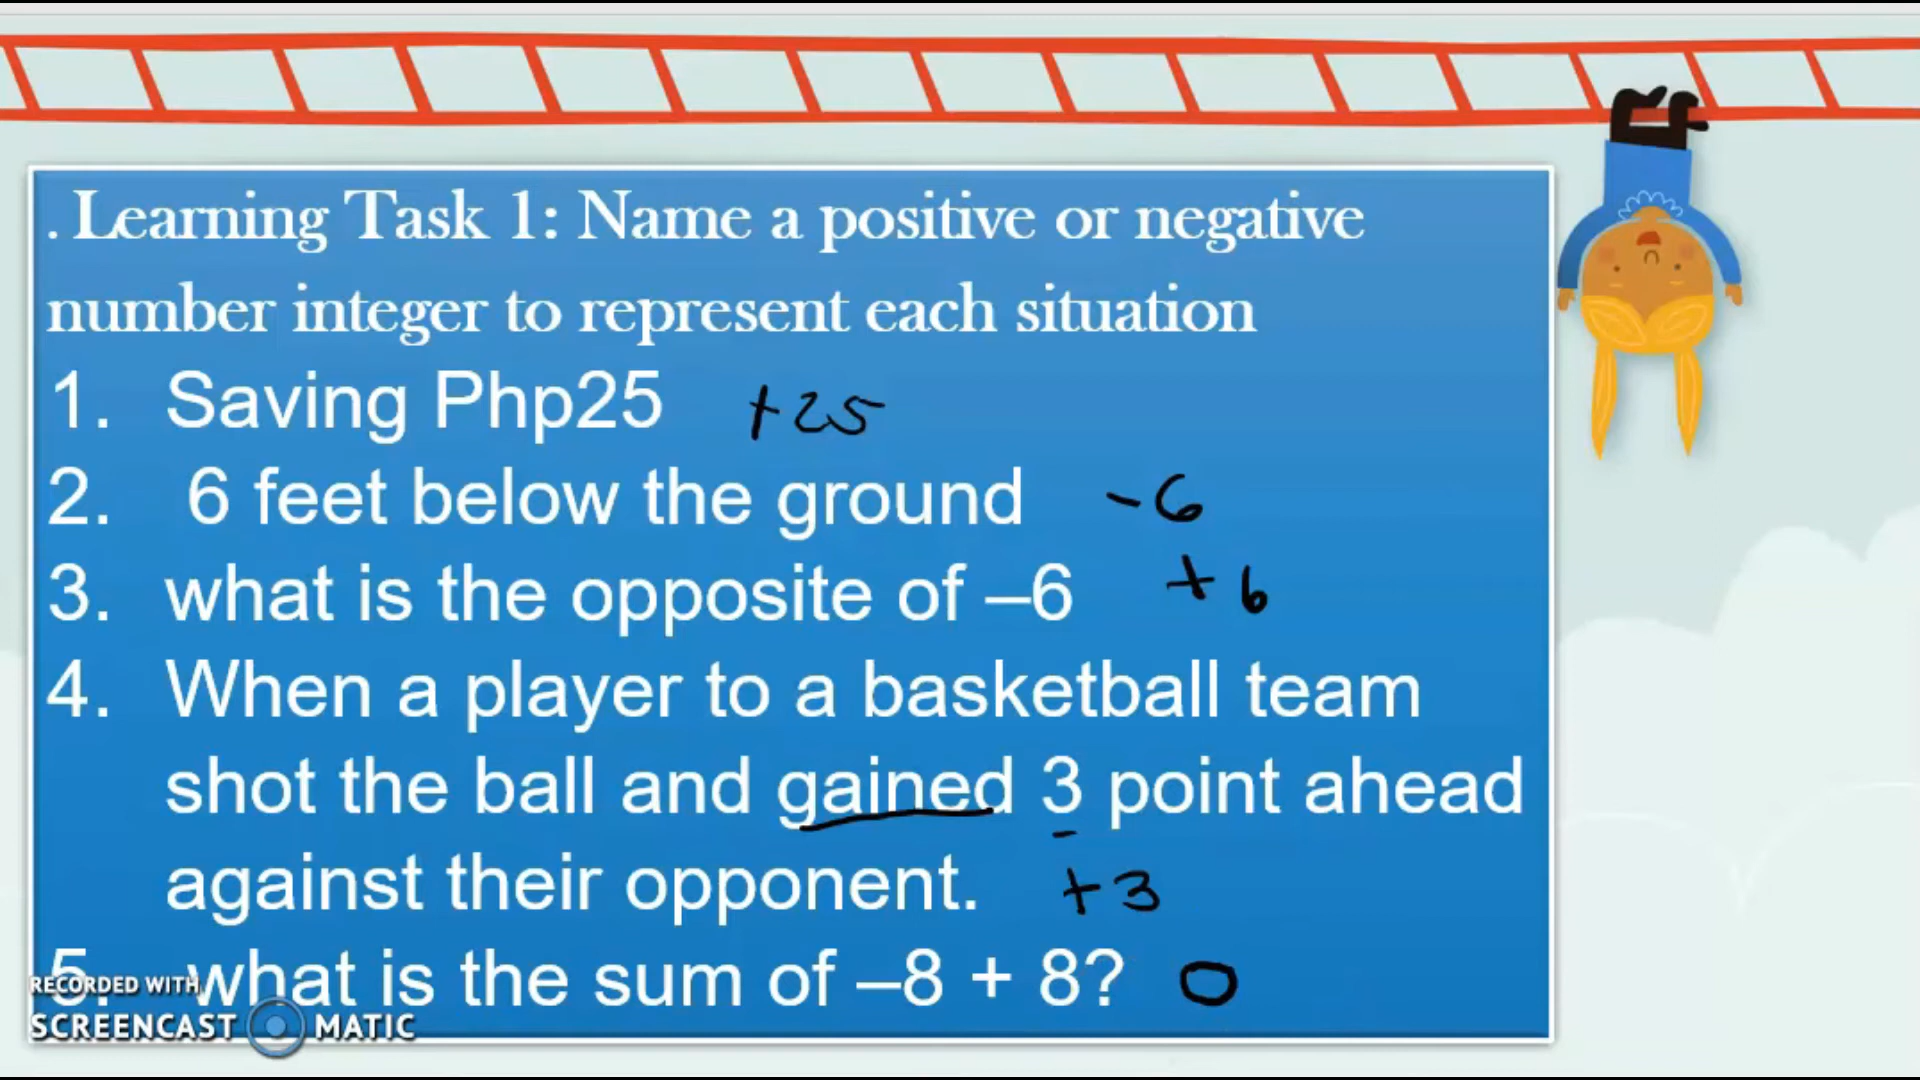 . Learning Task 1: Name a positive or negative
number integer to represent each situation
1. Saving Php25 +25
2. 6 feet below the ground -6
3. what is the opposite of –6 +6
4. When a player to a basketball team
shot the ball and gained 3 point ahead
against their opponent. +3
5. what is the sum of –8 + 8? 0
RECORDED WITH
SCREENCAST MATIC